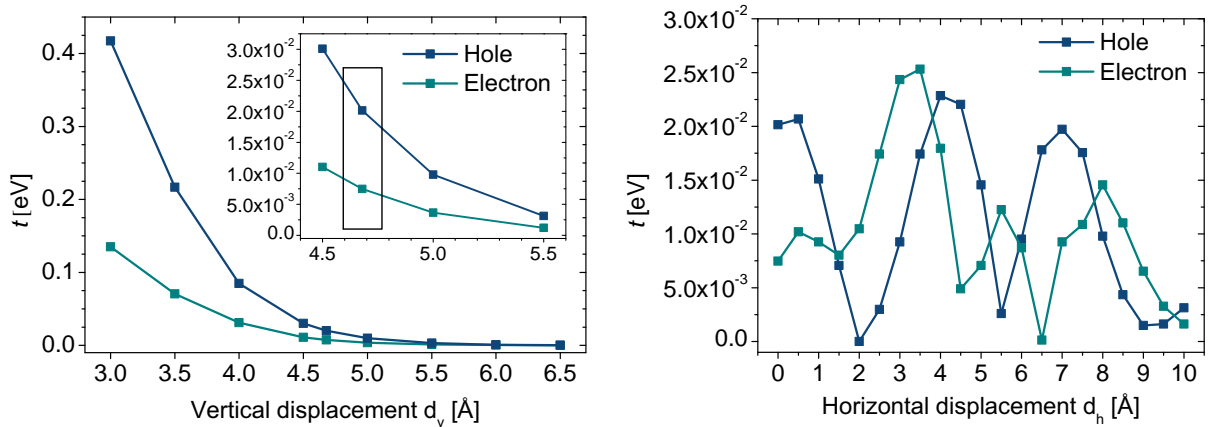 0.4
0.3
0.2
0.1
0.0
t [eV]
3.0 3.5 4.0 4.5 5.0 5.5 6.0 6.5
Vertical displacement d_v [Å]
3.0x10⁻²
2.5x10⁻²
2.0x10⁻²
1.5x10⁻²
1.0x10⁻²
5.0x10⁻³
0.0
4.5 5.0 5.5
Hole
Electron
3.0x10⁻²
2.5x10⁻²
2.0x10⁻²
1.5x10⁻²
1.0x10⁻²
5.0x10⁻³
0.0
t [eV]
0 1 2 3 4 5 6 7 8 9 10
Horizontal displacement d_h [Å]
Hole
Electron